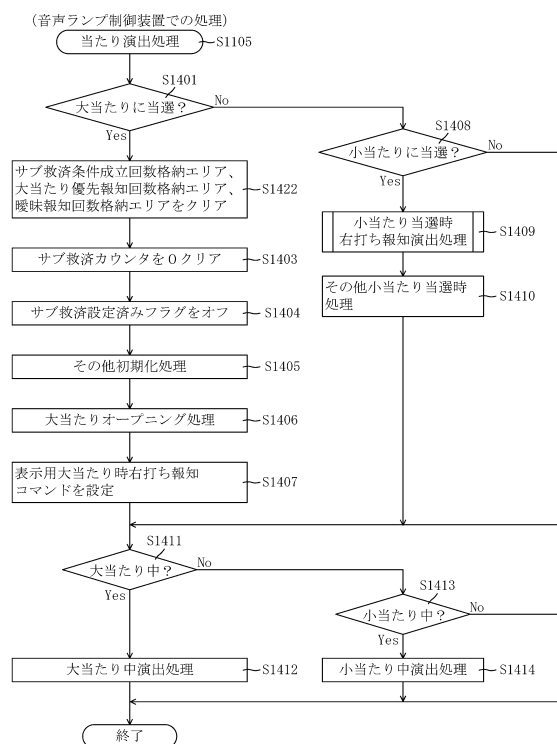 (音声ランプ制御装置での処理)
当たり演出処理
S1105
S1401
大当たりに当選?
No
Yes
S1408
小当たりに当選?
No
Yes
サブ救済条件成立回数格納エリア、
大当たり優先報知回数格納エリア、
曖昧報知回数格納エリアをクリア
S1422
小当たり当選時
右打ち報知演出処理
S1409
サブ救済カウンタを0クリア
S1403
その他小当たり当選時
処理
S1410
サブ救済設定済みフラグをオフ
S1404
その他初期化処理
S1405
大当たりオープニング処理
S1406
表示用大当たり時右打ち報知
コマンドを設定
S1407
S1411
大当たり中?
No
Yes
S1413
小当たり中?
No
Yes
大当たり中演出処理
S1412
小当たり中演出処理
S1414
終了